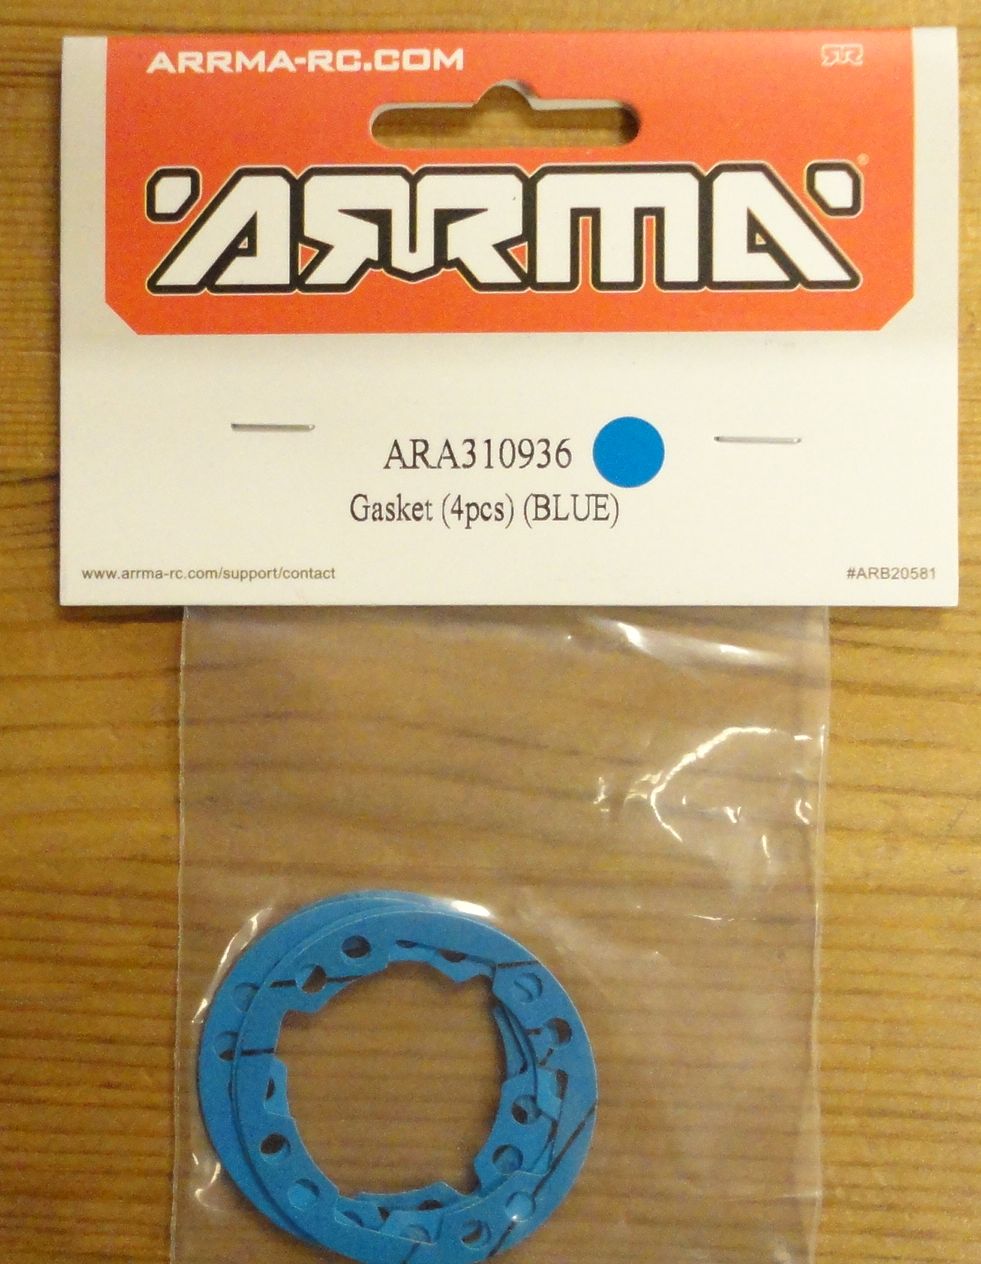 ARRMA-RC.COM
ARRMA®
ARA310936
Gasket (4pcs) (BLUE)
www.arrma-rc.com/support/contact
#ARB20581